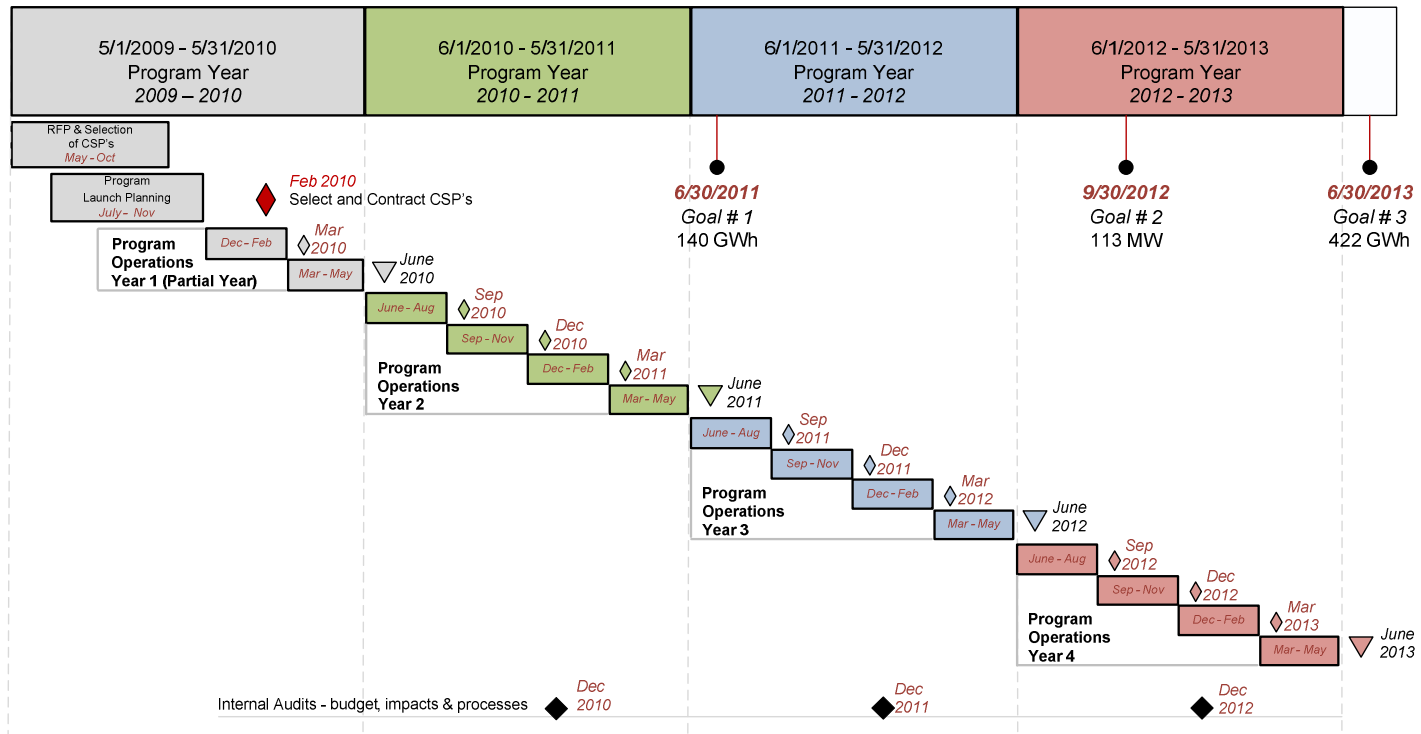 5/1/2009 - 5/31/2010
Program Year
2009 – 2010
6/1/2010 - 5/31/2011
Program Year
2010 - 2011
6/1/2011 - 5/31/2012
Program Year
2011 - 2012
6/1/2012 - 5/31/2013
Program Year
2012 - 2013
RFP & Selection
of CSP's
May - Oct
Program
Launch Planning
July – Nov
Feb 2010
Select and Contract CSP's
6/30/2011
Goal # 1
140 GWh
9/30/2012
Goal # 2
113 MW
6/30/2013
Goal # 3
422 GWh
Program
Operations
Year 1 (Partial Year)
Dec – Feb
Mar
2010
Mar – May
June
2010
June – Aug
Sep
2010
Sep – Nov
Dec
2010
Dec – Feb
Mar
2011
Mar – May
June
2011
Program
Operations
Year 2
June - Aug
Sep
2011
Sep – Nov
Dec
2011
Dec – Feb
Mar
2012
Mar – May
June
2012
Program
Operations
Year 3
June – Aug
Sep
2012
Sep – Nov
Dec
2012
Dec – Feb
Mar
2013
Mar – May
June
2013
Program
Operations
Year 4
Internal Audits - budget, impacts & processes
Dec
2010
Dec
2011
Dec
2012